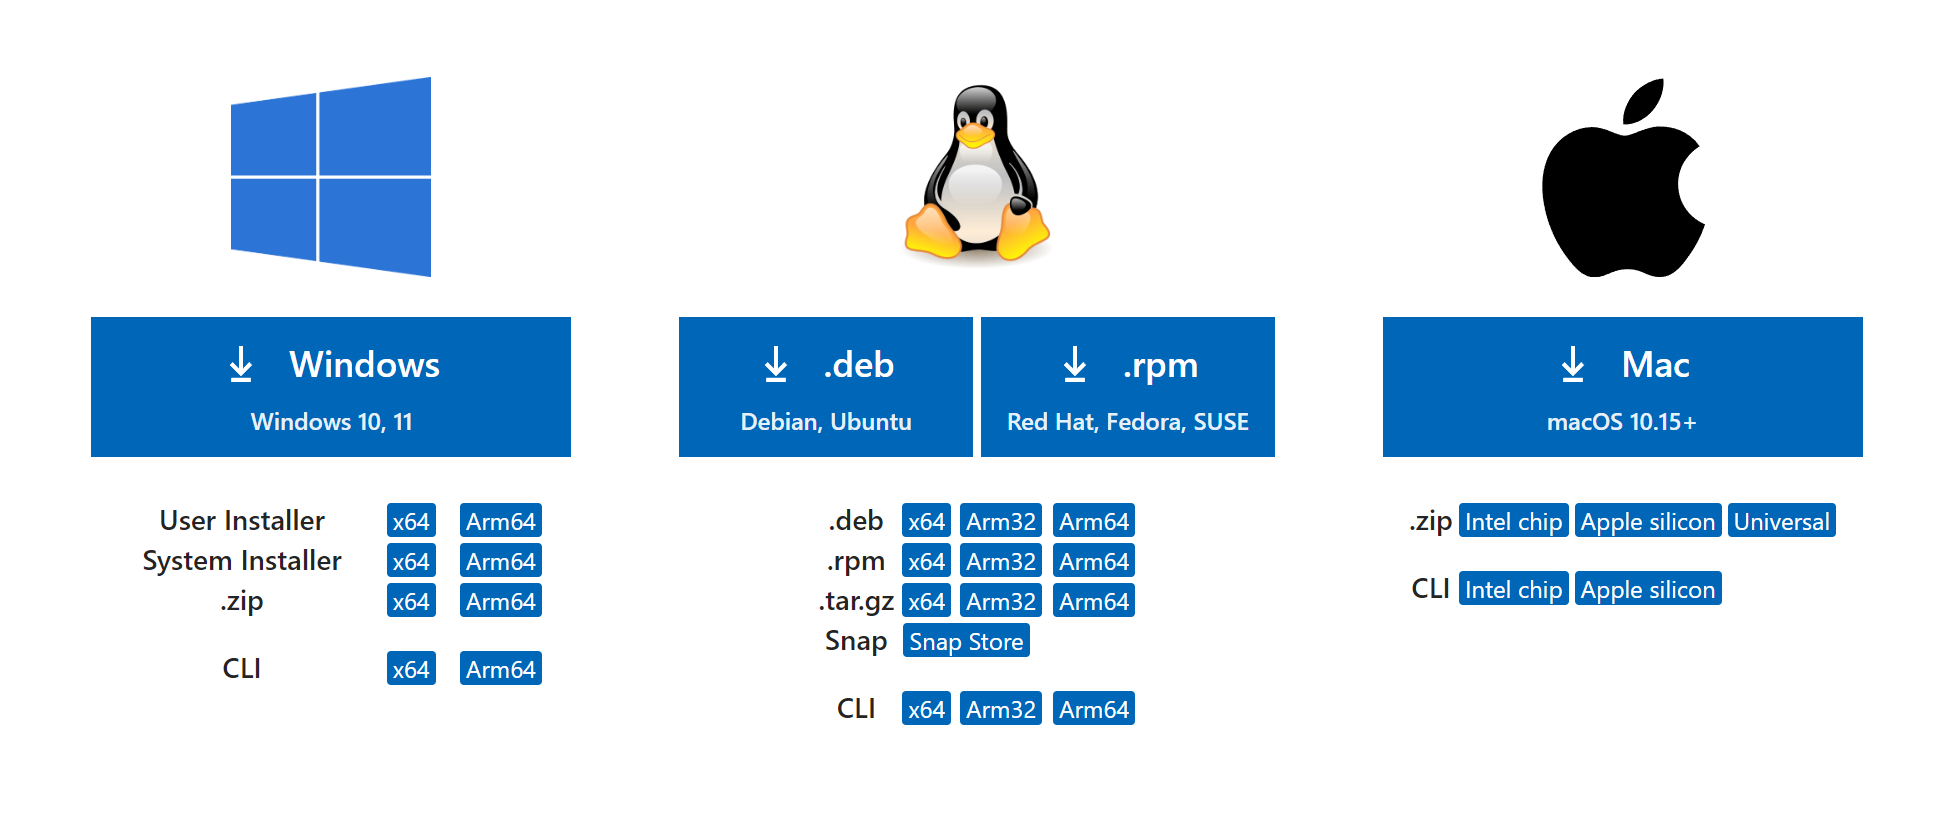 Windows
Windows 10, 11
User Installer x64 Arm64
System Installer x64 Arm64
.zip x64 Arm64
CLI x64 Arm64
.deb
Debian, Ubuntu
.rpm
Red Hat, Fedora, SUSE
.deb x64 Arm32 Arm64
.rpm x64 Arm32 Arm64
.tar.gz x64 Arm32 Arm64
Snap Snap Store
CLI x64 Arm32 Arm64
Mac
macOS 10.15+
.zip Intel chip Apple silicon Universal
CLI Intel chip Apple silicon